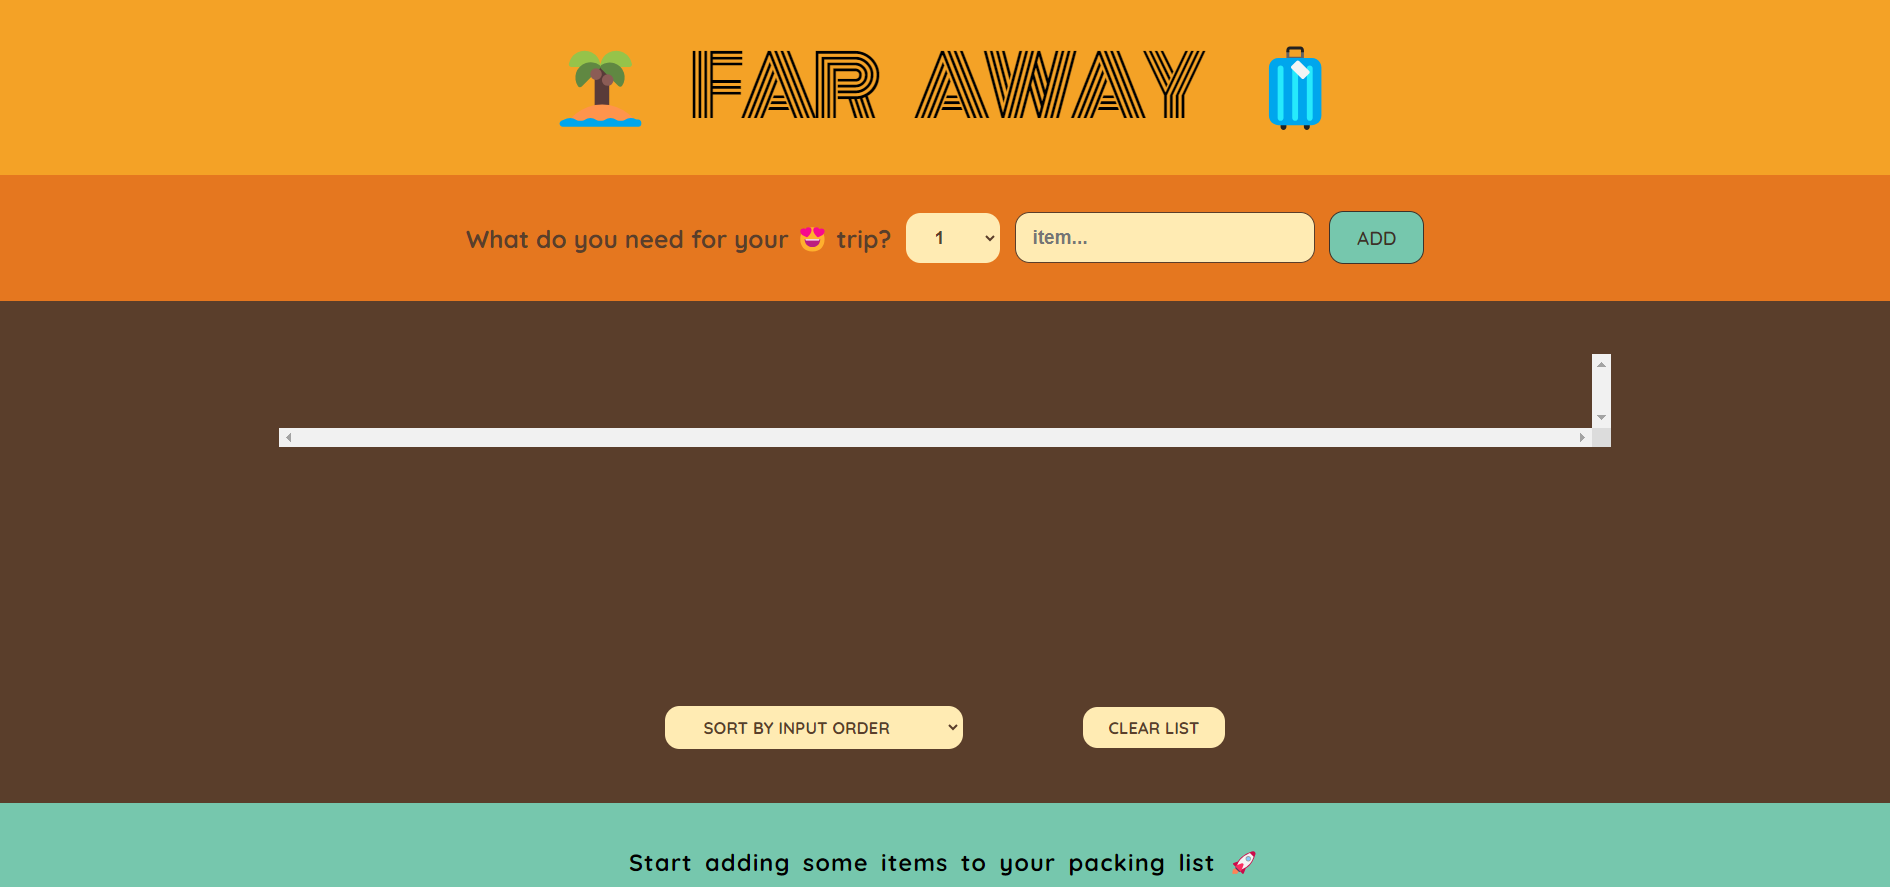 FAR AWAY
What do you need for your 😍 trip? 1 item... ADD
SORT BY INPUT ORDER CLEAR LIST
Start adding some items to your packing list 🚀